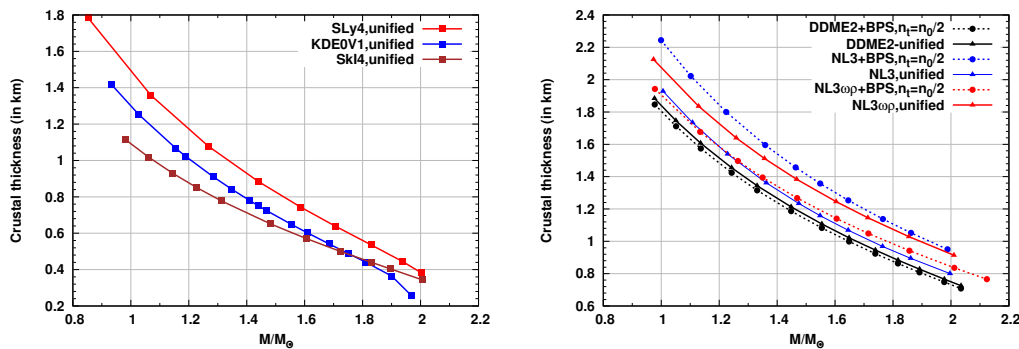 Crustal thickness (in km)
1.8
1.6
1.4
1.2
1
0.8
0.6
0.4
0.2
SLy4,unified
KDE0V1,unified
SkI4,unified
0.8 1 1.2 1.4 1.6 1.8 2 2.2
M/M⊙
Crustal thickness (in km)
2.4
2.2
2
1.8
1.6
1.4
1.2
1
0.8
0.6
DDME2+BPS,nt=n0/2
DDME2-unified
NL3+BPS,nt=n0/2
NL3,unified
NL3ωρ+BPS,nt=n0/2
NL3ωρ,unified
0.8 1 1.2 1.4 1.6 1.8 2 2.2
M/M⊙